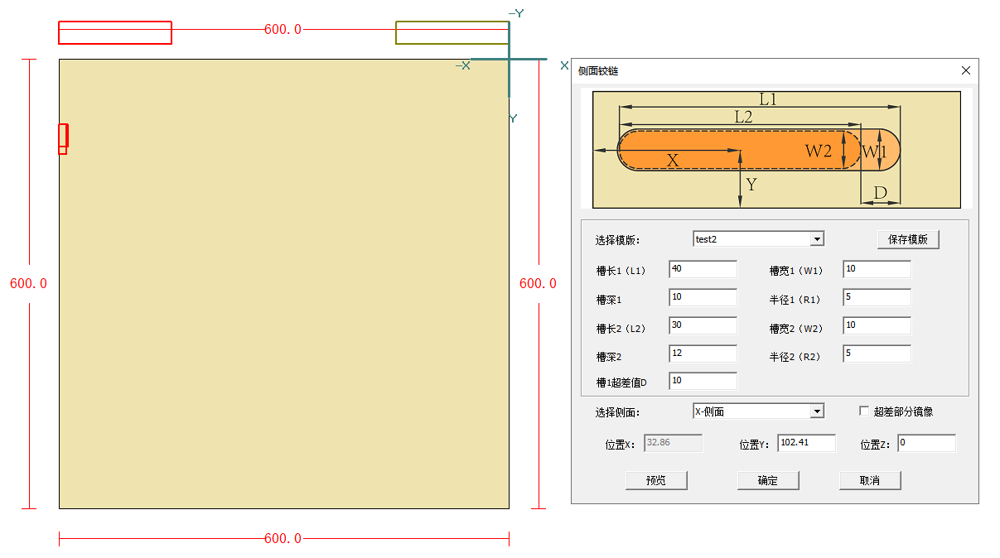 -Y
600.0
-X
X
Y
600.0
600.0
600.0
侧面铰链
L1
L2
X
W2
W1
Y
D
选择模版: test2 保存模版
槽长1（L1） 40 槽宽1（W1） 10
槽深1 10 半径1（R1） 5
槽长2（L2） 30 槽宽2（W2） 10
槽深2 12 半径2（R2） 5
槽1超差值D 10
选择侧面: X-侧面 超差部分镜像
位置X: 32.86 位置Y: 102.41 位置Z: 0
预览 确定 取消